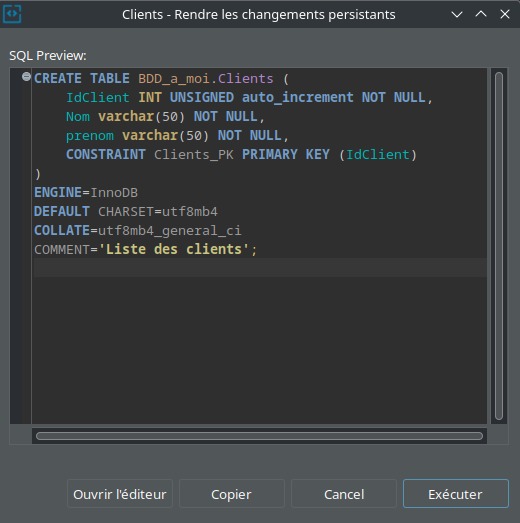 Clients - Rendre les changements persistants
SQL Preview:
CREATE TABLE BDD_a_moi.Clients (
    IdClient INT UNSIGNED auto_increment NOT NULL,
    Nom varchar(50) NOT NULL,
    prenom varchar(50) NOT NULL,
    CONSTRAINT Clients_PK PRIMARY KEY (IdClient)
)
ENGINE=InnoDB
DEFAULT CHARSET=utf8mb4
COLLATE=utf8mb4_general_ci
COMMENT='Liste des clients';
Ouvrir l'éditeur
Copier
Cancel
Exécuter